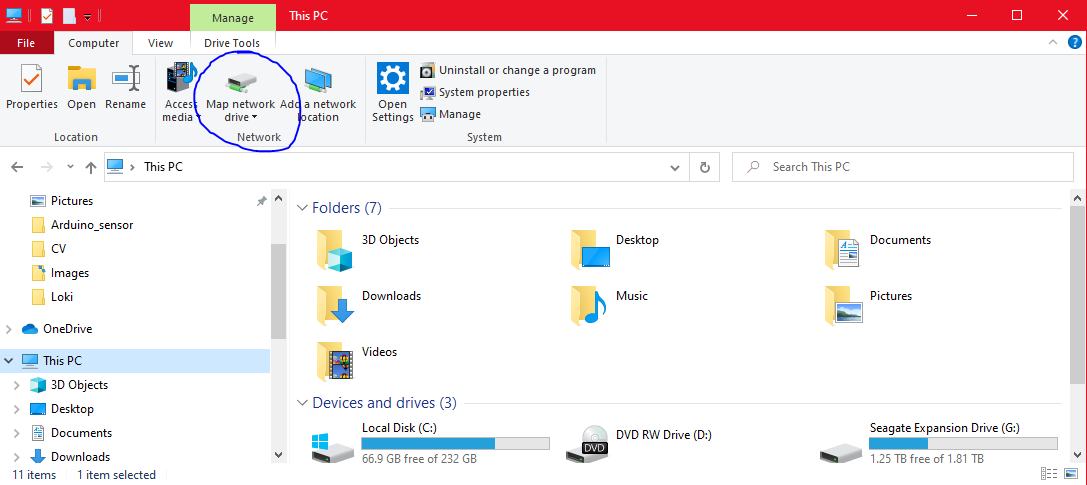 Manage
This PC
File
Computer
View
Drive Tools
Properties
Open
Rename
Location
Access media
Map network drive
Add a network location
Network
Open Settings
Uninstall or change a program
System properties
Manage
System
This PC
Search This PC
Pictures
Arduino_sensor
CV
Images
Loki
OneDrive
This PC
3D Objects
Desktop
Documents
Downloads
Folders (7)
3D Objects
Desktop
Documents
Downloads
Music
Pictures
Videos
Devices and drives (3)
Local Disk (C:)
66.9 GB free of 232 GB
DVD
DVD RW Drive (D:)
Seagate Expansion Drive (G:)
1.25 TB free of 1.81 TB
11 items
1 item selected